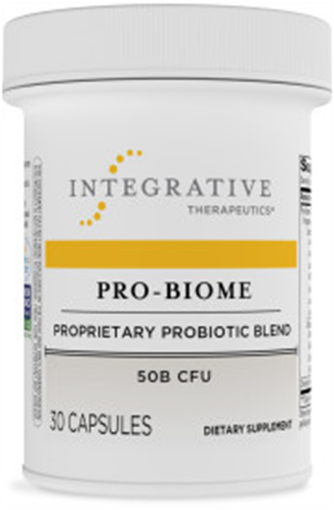 INTEGRATIVE
THERAPEUTICS®
PRO-BIOME
PROPRIETARY PROBIOTIC BLEND
50B CFU
30 CAPSULES
DIETARY SUPPLEMENT